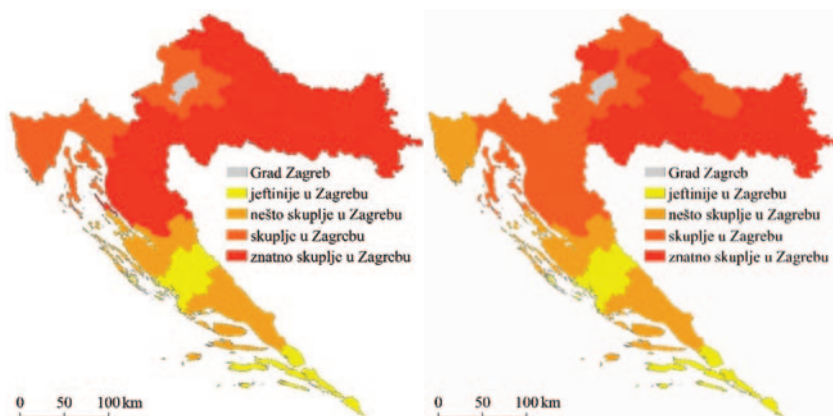 Grad Zagreb
jeftinije u Zagrebu
nešto skuplje u Zagrebu
skuplje u Zagrebu
znatno skuplje u Zagrebu
0 50 100 km
Grad Zagreb
jeftinije u Zagrebu
nešto skuplje u Zagrebu
skuplje u Zagrebu
znatno skuplje u Zagrebu
0 50 100 km